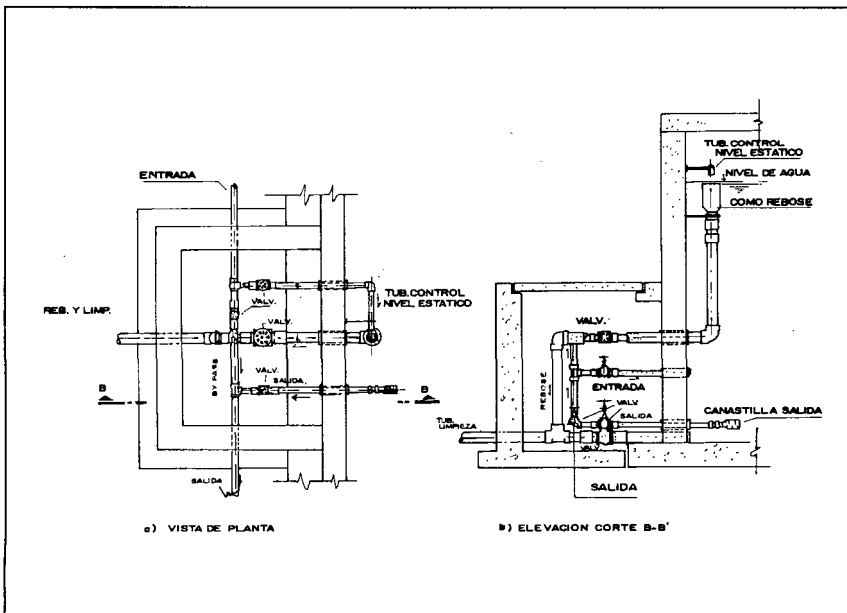 ENTRADA
REB. Y LIMP.
VALV.
VALV.
TUB. CONTROL
NIVEL ESTATICO
BY PASS
VALV.
SALIDA
B
B
SALIDA
a) VISTA DE PLANTA
TUB. CONTROL
NIVEL ESTATICO
NIVEL DE AGUA
COMO REBOSE
VALV.
REBOSE
ENTRADA
VALV.
SALIDA
CANASTILLA SALIDA
TUB.
LIMPIEZA
VALV.
SALIDA
b) ELEVACION CORTE B-B'